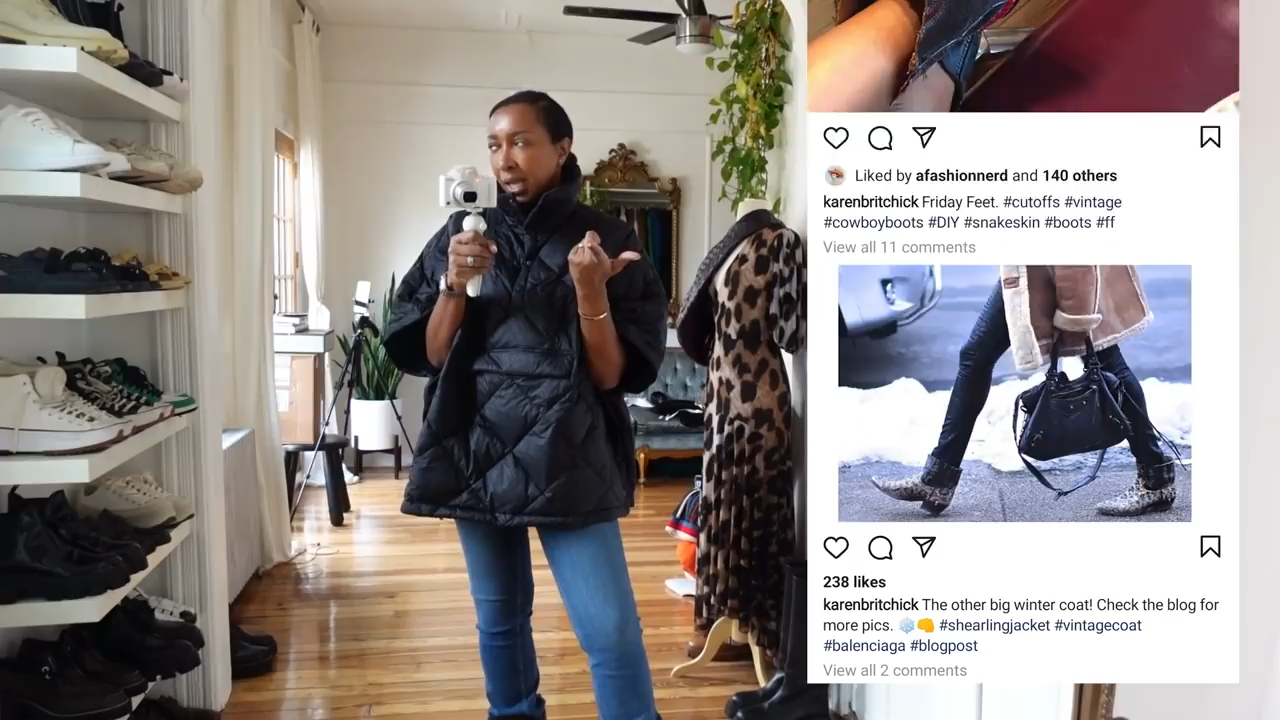 Liked by afashionnerd and 140 others
karenbritchick Friday Feet. #cutoffs #vintage
#cowboyboots #DIY #snakeskin #boots #ff
View all 11 comments
238 likes
karenbritchick The other big winter coat! Check the blog for
more pics. ❄️👊 #shearlingjacket #vintagecoat
#balenciaga #blogpost
View all 2 comments